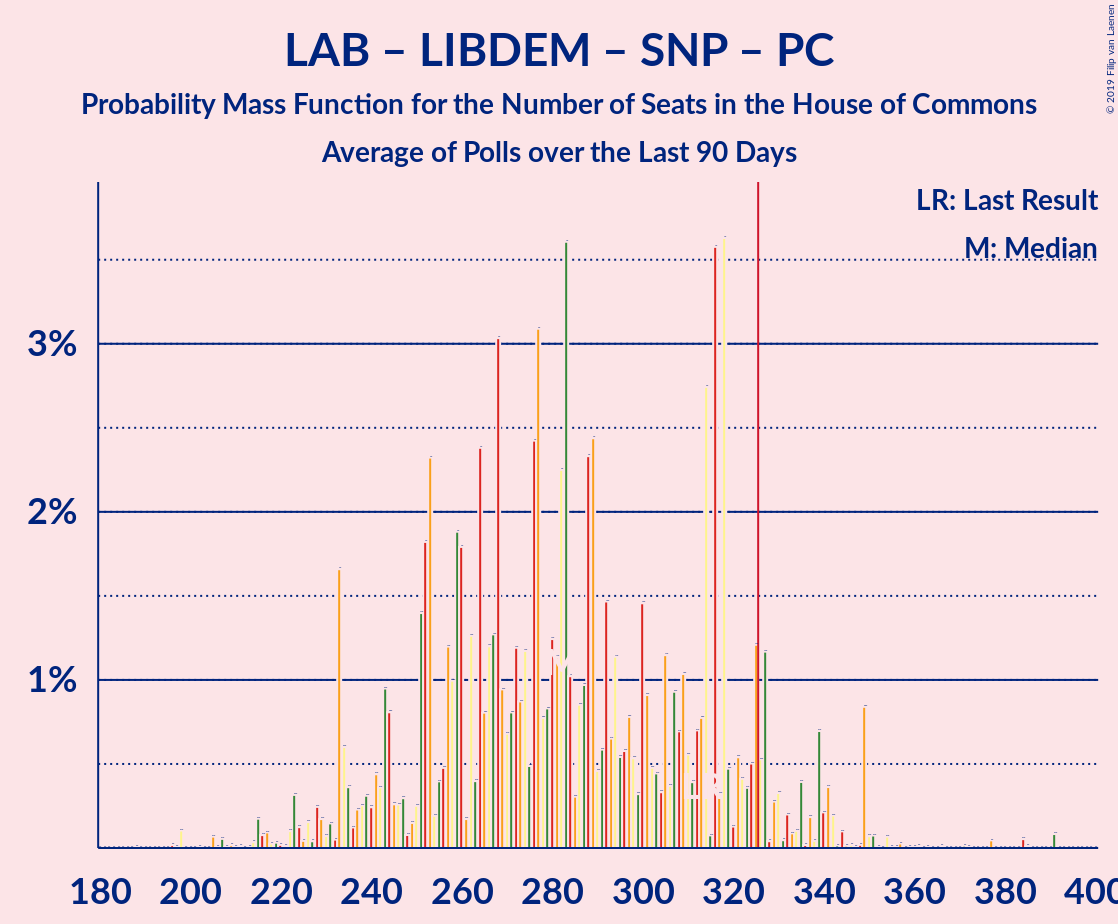 LAB – LIBDEM – SNP – PC
Probability Mass Function for the Number of Seats in the House of Commons
Average of Polls over the Last 90 Days
© 2019 Filip van Laenen
LR: Last Result
M: Median
3%
2%
1%
180 200 220 240 260 280 300 320 340 360 380 400